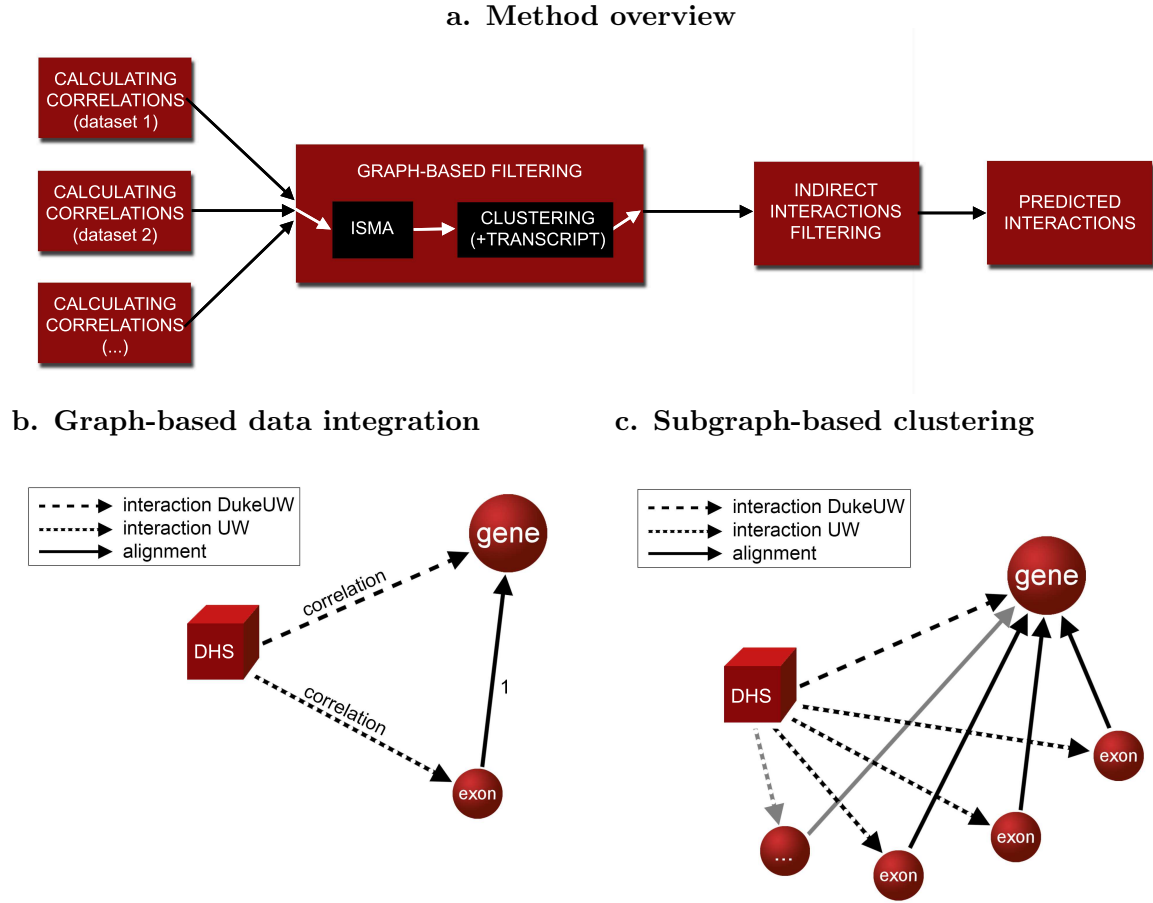 a. Method overview
CALCULATING
CORRELATIONS
(dataset 1)
CALCULATING
CORRELATIONS
(dataset 2)
CALCULATING
CORRELATIONS
(...)
GRAPH-BASED FILTERING
ISMA
CLUSTERING
(+TRANSCRIPT)
INDIRECT
INTERACTIONS
FILTERING
PREDICTED
INTERACTIONS
b. Graph-based data integration
interaction DukeUW
interaction UW
alignment
gene
correlation
DHS
correlation
1
exon
c. Subgraph-based clustering
interaction DukeUW
interaction UW
alignment
gene
DHS
exon
exon
...
exon